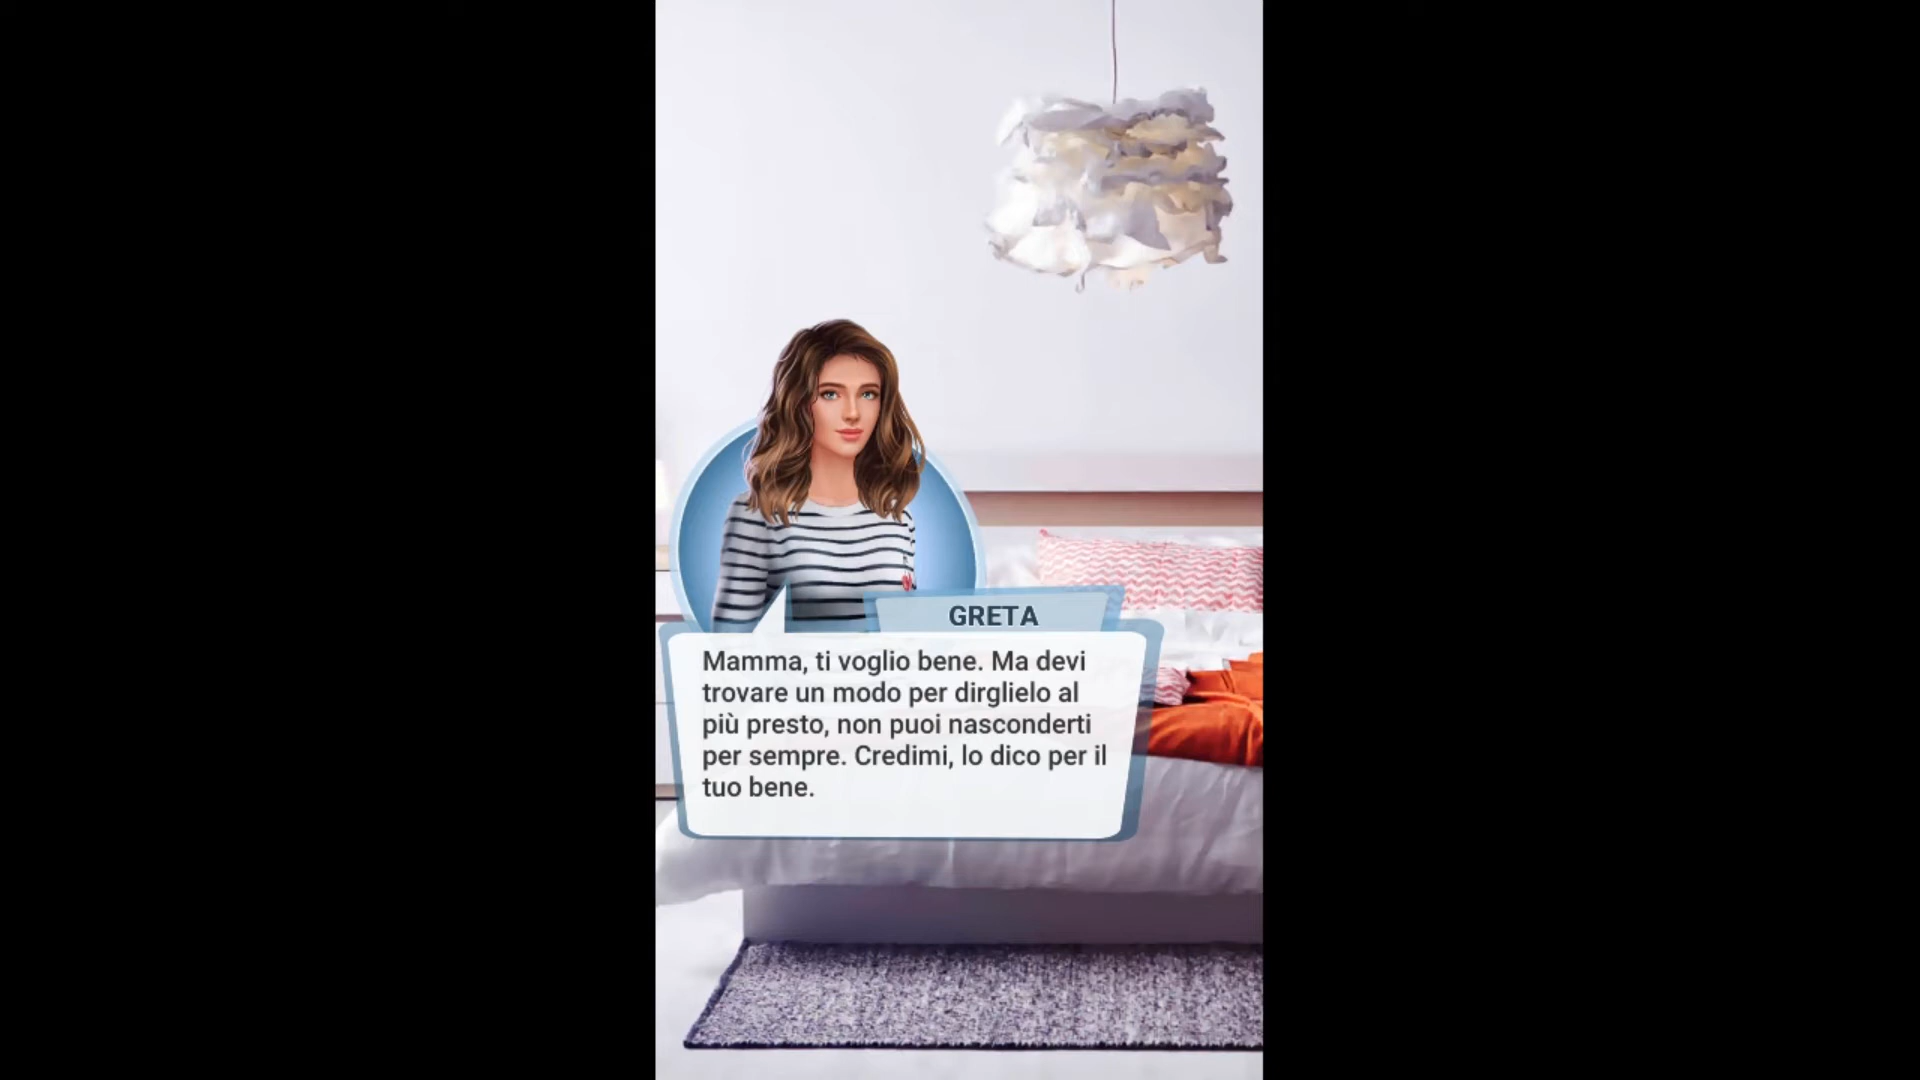 GRETA
Mamma, ti voglio bene. Ma devi
trovare un modo per dirglielo al
più presto, non puoi nasconderti
per sempre. Credimi, lo dico per il
tuo bene.